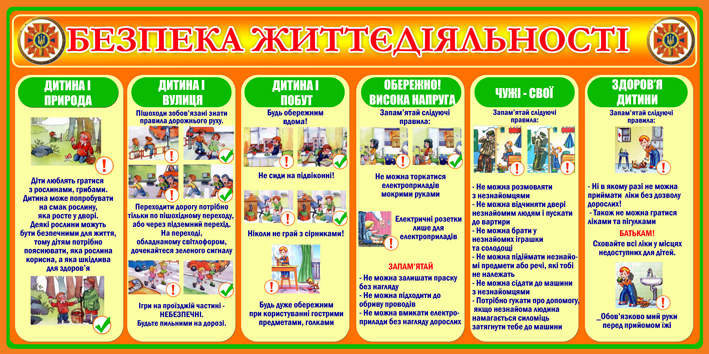 БЕЗПЕКА ЖИТТЄДІЯЛЬНОСТІ
ДИТИНА І
ПРИРОДА
Діти люблять гратися
з рослинами, грибами.
Дитина може попробувати
на смак рослину,
яка росте у дворі.
Деякі рослини можуть
бути безпечними для життя,
тому дітям потрібно
пояснювати, яка рослина
корисна, а яка шкідлива
для здоров'я
ДИТИНА І
ВУЛИЦЯ
Пішоходи зобов'язані знати
правила дорожнього руху.
Переходити дорогу потрібно
тільки по пішохідному переходу,
або через підземний перехід.
На переході,
обладнаному світлофором,
дочекайтея зеленого сигналу
Ігри на проїзджій частині -
НЕБЕЗПЕЧНІ.
Будьте пильними на дорозі.
ДИТИНА І
ПОБУТ
Будь обережним
вдома!
Не сиди на підвіконні!
Ніколи не грай з сірниками!
Будь дуже обережним
при користуванні гострими
предметами, голками
ОБЕРЕЖНО!
ВИСОКА НАПРУГА
Запам'ятай слідуючі
правила:
Не можна торкатися
електроприладів
мокрими руками
Електричні розетки
лише для
електроприладів
ЗАПАМ'ЯТАЙ
- Не можна залишати праску
без нагляду
- Не можна підходити до
обриву проводів
- Не можна вмикати електро-
прилади без нагляду дорослих
ЧУЖІ - СВОЇ
Запам'ятай слідуючі
правила:
- Не можна розмовляти
з незнайомцями
- Не можна відчиняти двері
незнайомим людям і пускати
до вартири
- Не можна брати у
незнайомих іграшки
та солодощі
- Не можна підіймати незнайо-
мі предмети або речі, які тобі
не належать
- Не можна сідати до машини
з незнайомцями
- Потрібно гукати про допомогу,
якщо незнайома людина
намагається силоміць
затягнути тебе до машини
ЗДОРОВ'Я
ДИТИНИ
Запам'ятай слідуючі
правила:
- Ні в якому разі не можна
приймати ліки без дозволу
дорослих!
- Також не можна гратися
ліками та пігулками
БАТЬКАМ!
Сховайте всі ліки у місцях
недоступних для дітей.
_Обов'язково мий руки
перед прийомом їжі